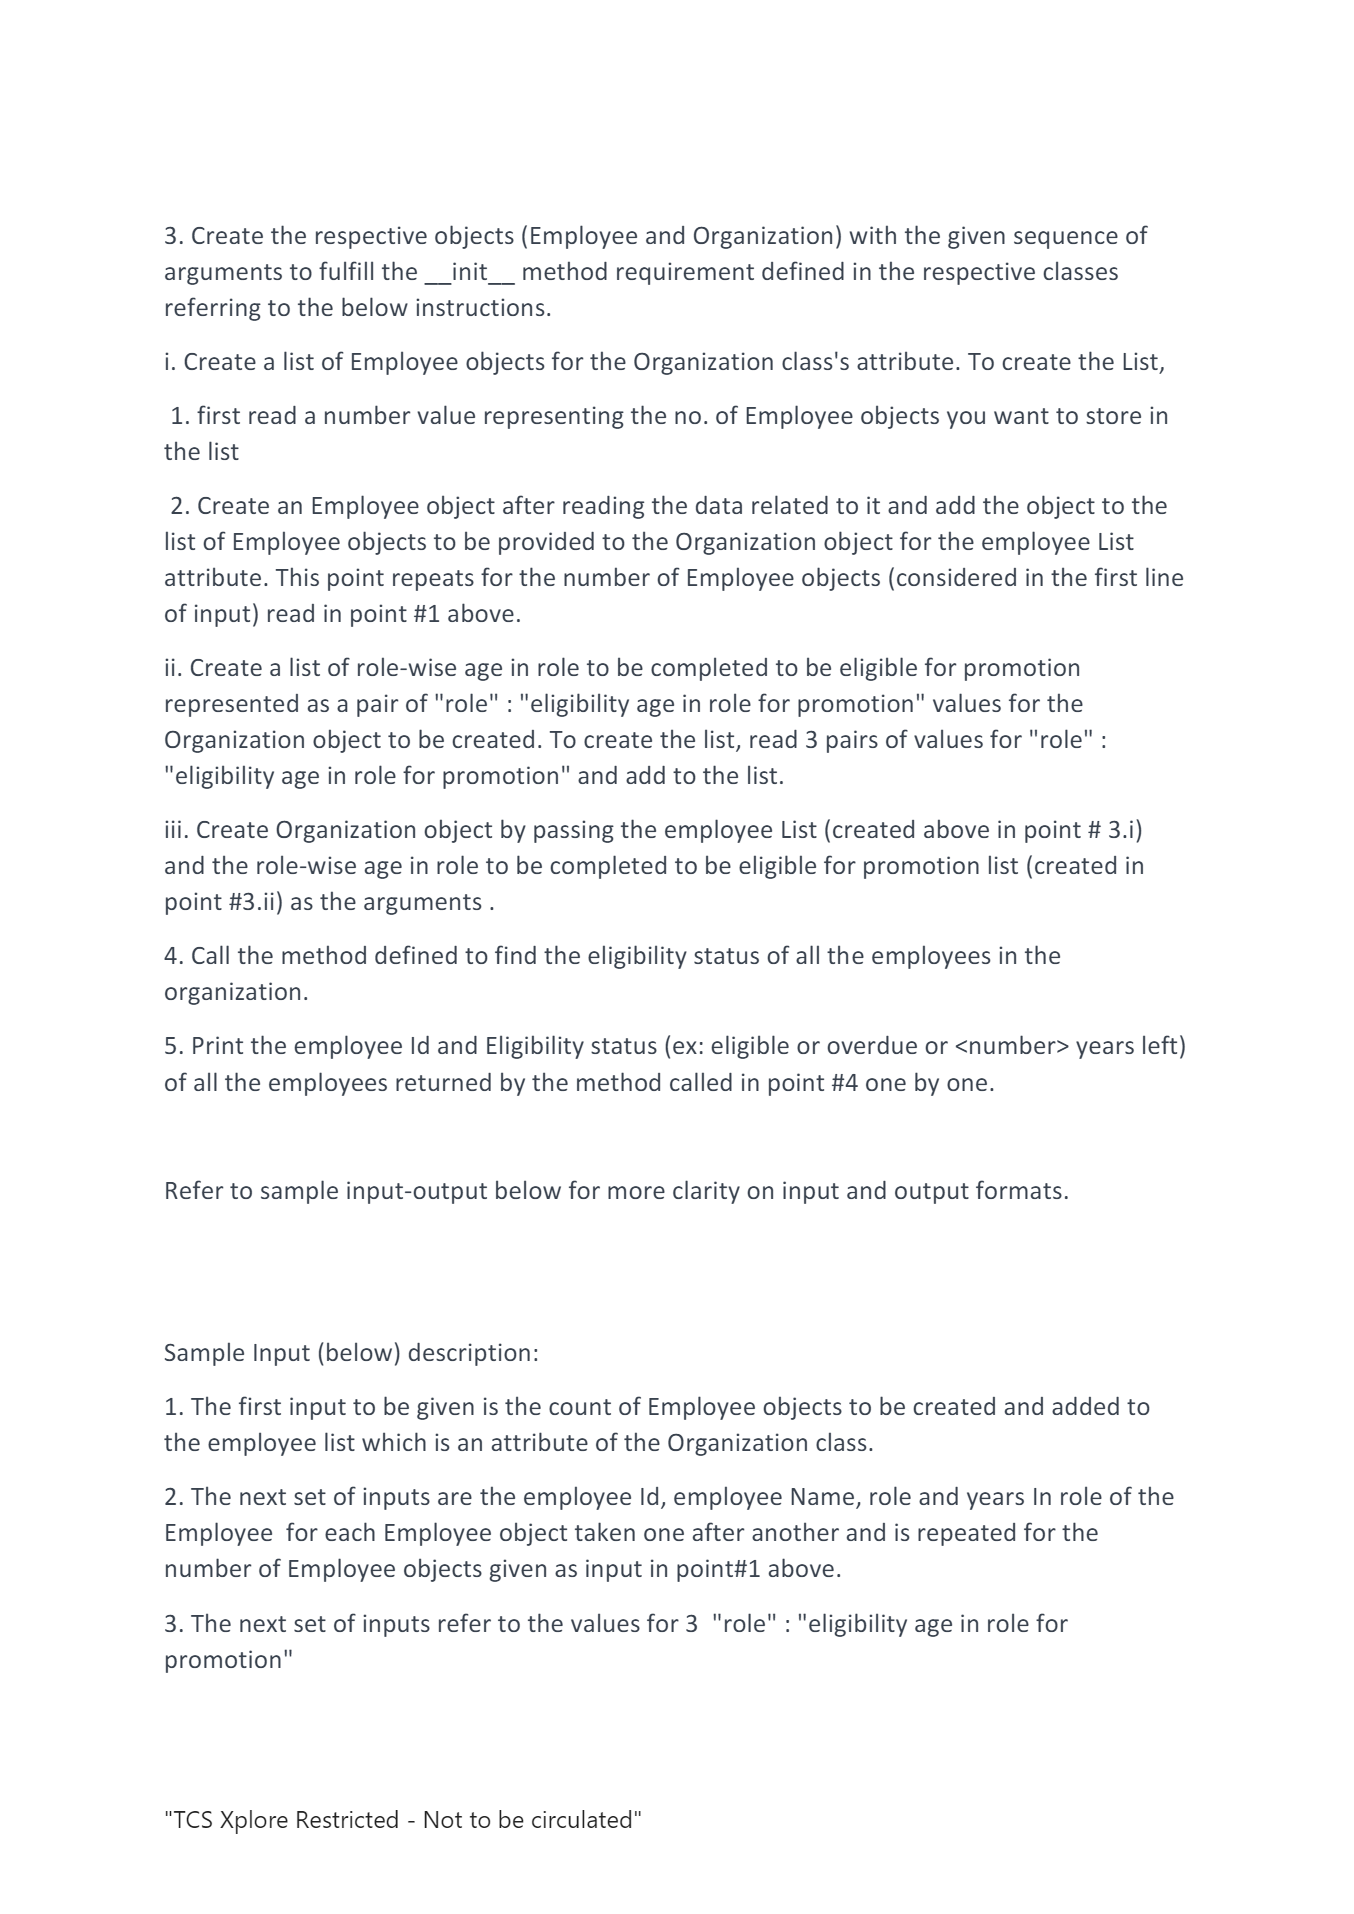 3. Create the respective objects (Employee and Organization) with the given sequence of
arguments to fulfill the __init__ method requirement defined in the respective classes
referring to the below instructions.
i. Create a list of Employee objects for the Organization class's attribute. To create the List,
1. first read a number value representing the no. of Employee objects you want to store in
the list
2. Create an Employee object after reading the data related to it and add the object to the
list of Employee objects to be provided to the Organization object for the employee List
attribute. This point repeats for the number of Employee objects (considered in the first line
of input) read in point #1 above.
ii. Create a list of role-wise age in role to be completed to be eligible for promotion
represented as a pair of "role" : "eligibility age in role for promotion" values for the
Organization object to be created. To create the list, read 3 pairs of values for "role" :
"eligibility age in role for promotion" and add to the list.
iii. Create Organization object by passing the employee List (created above in point # 3.i)
and the role-wise age in role to be completed to be eligible for promotion list (created in
point #3.ii) as the arguments .
4. Call the method defined to find the eligibility status of all the employees in the
organization.
5. Print the employee Id and Eligibility status (ex: eligible or overdue or <number> years left)
of all the employees returned by the method called in point #4 one by one.
Refer to sample input-output below for more clarity on input and output formats.
Sample Input (below) description:
1. The first input to be given is the count of Employee objects to be created and added to
the employee list which is an attribute of the Organization class.
2. The next set of inputs are the employee Id, employee Name, role and years In role of the
Employee  for each Employee object taken one after another and is repeated for the
number of Employee objects given as input in point#1 above.
3. The next set of inputs refer to the values for 3  "role" : "eligibility age in role for
promotion"
"TCS Xplore Restricted - Not to be circulated"